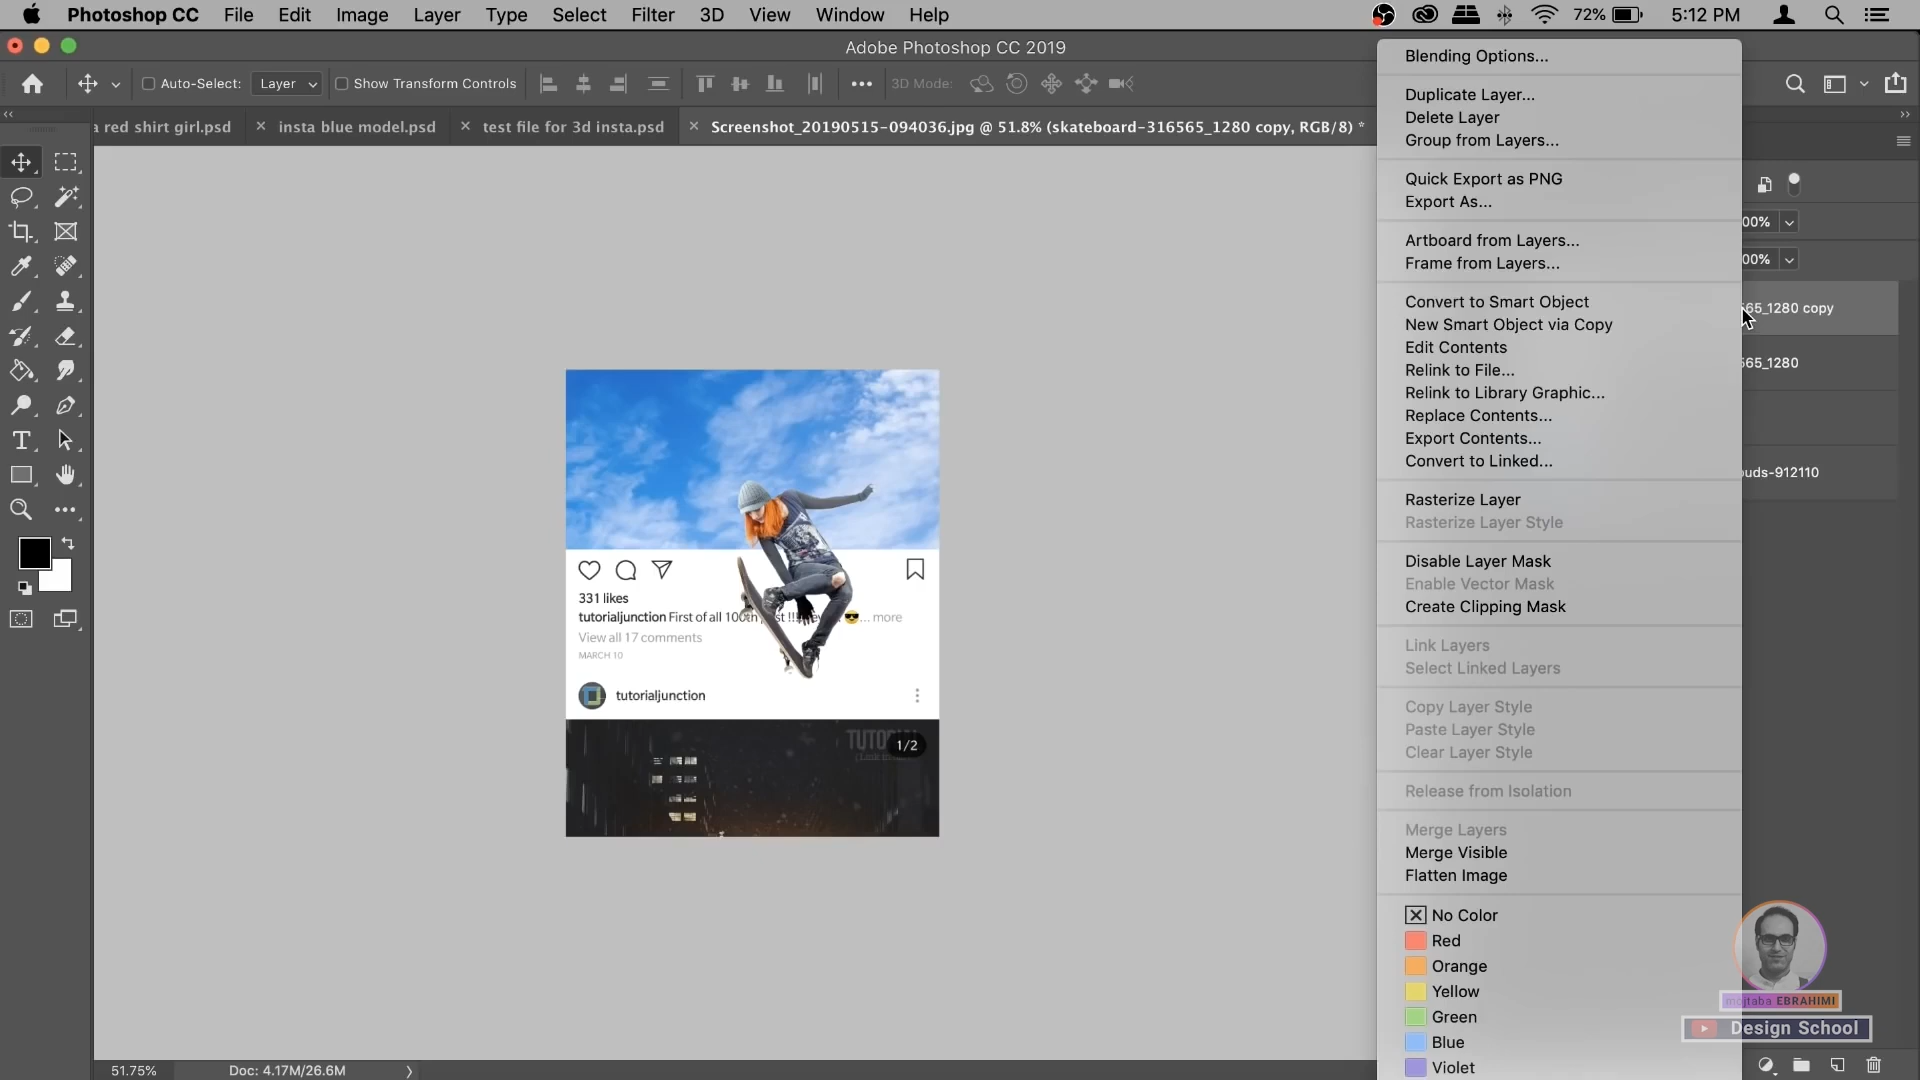 Photoshop CC File Edit Image Layer Type Select Filter 3D View Window Help 72% 5:12 PM
Adobe Photoshop CC 2019
Auto-Select: Layer Show Transform Controls 3D Mode:
a red shirt girl.psd insta blue model.psd test file for 3d insta.psd Screenshot_20190515-094036.jpg @ 51.8% (skateboard-316565_1280 copy, RGB/8) *
Blending Options...
Duplicate Layer...
Delete Layer
Group from Layers...
Quick Export as PNG
Export As...
Artboard from Layers...
Frame from Layers...
Convert to Smart Object
New Smart Object via Copy
Edit Contents
Relink to File...
Relink to Library Graphic...
Replace Contents...
Export Contents...
Convert to Linked...
Rasterize Layer
Rasterize Layer Style
Disable Layer Mask
Enable Vector Mask
Create Clipping Mask
Link Layers
Select Linked Layers
Copy Layer Style
Paste Layer Style
Clear Layer Style
Release from Isolation
Merge Layers
Merge Visible
Flatten Image
No Color
Red
Orange
Yellow
Green
Blue
Violet
00%
00%
565_1280 copy
565_1280
ouds-912110
331 likes
tutorialjunction First of all 100th !!! ... more
View all 17 comments
MARCH 10
tutorialjunction
1/2
mojtaba EBRAHIMI
Design School
51.75% Doc: 4.17M/26.6M